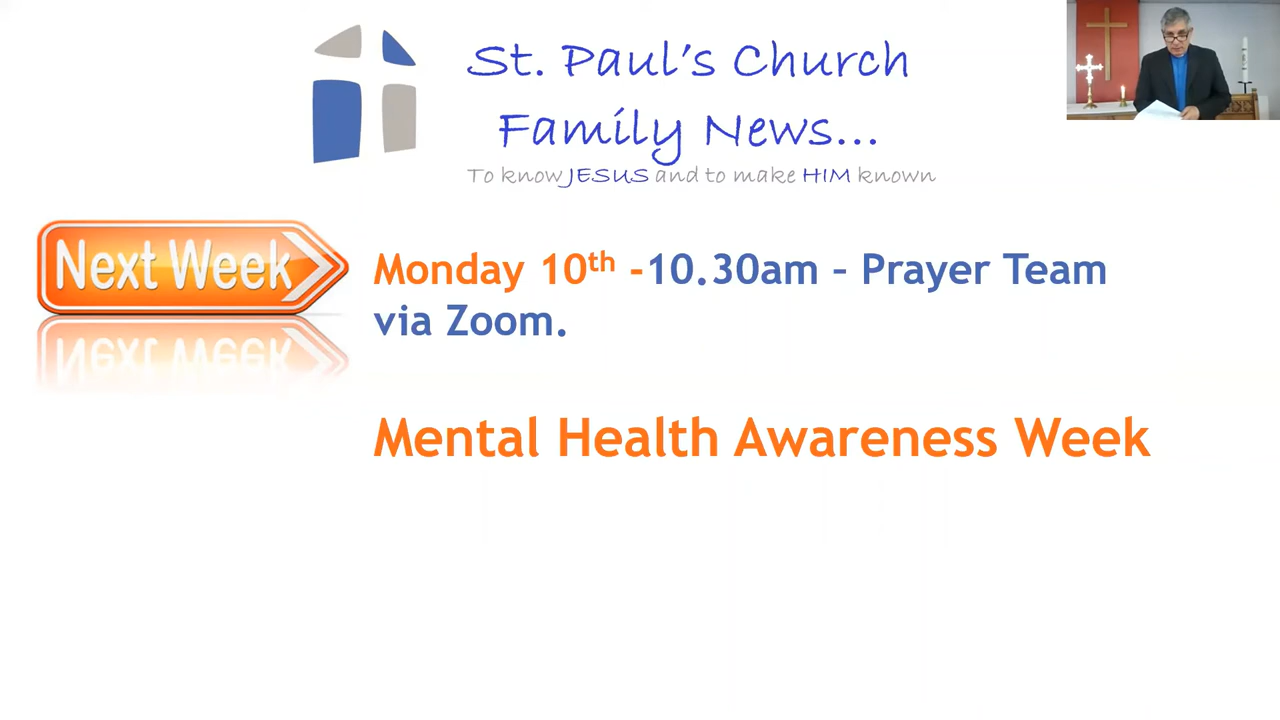 St. Paul's Church
Family News...
To know JESUS and to make HIM known
Next Week
Monday 10th -10.30am – Prayer Team
via Zoom.
Mental Health Awareness Week